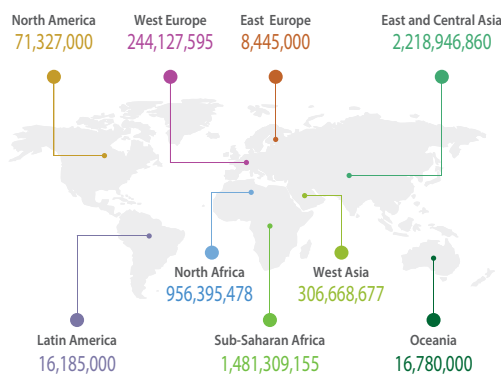 North America
71,327,000
West Europe
244,127,595
East Europe
8,445,000
East and Central Asia
2,218,946,860
North Africa
956,395,478
West Asia
306,668,677
Latin America
16,185,000
Sub-Saharan Africa
1,481,309,155
Oceania
16,780,000